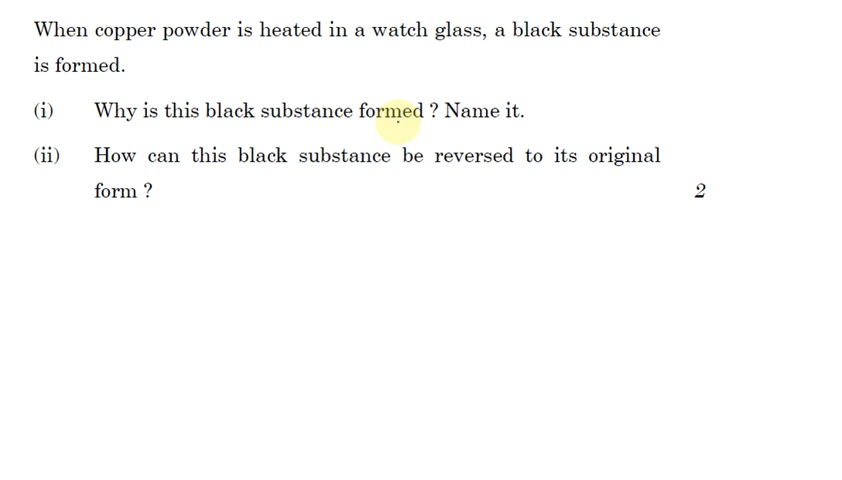 When copper powder is heated in a watch glass, a black substance
is formed.
(i) Why is this black substance formed ? Name it.
(ii) How can this black substance be reversed to its original
form ? 2